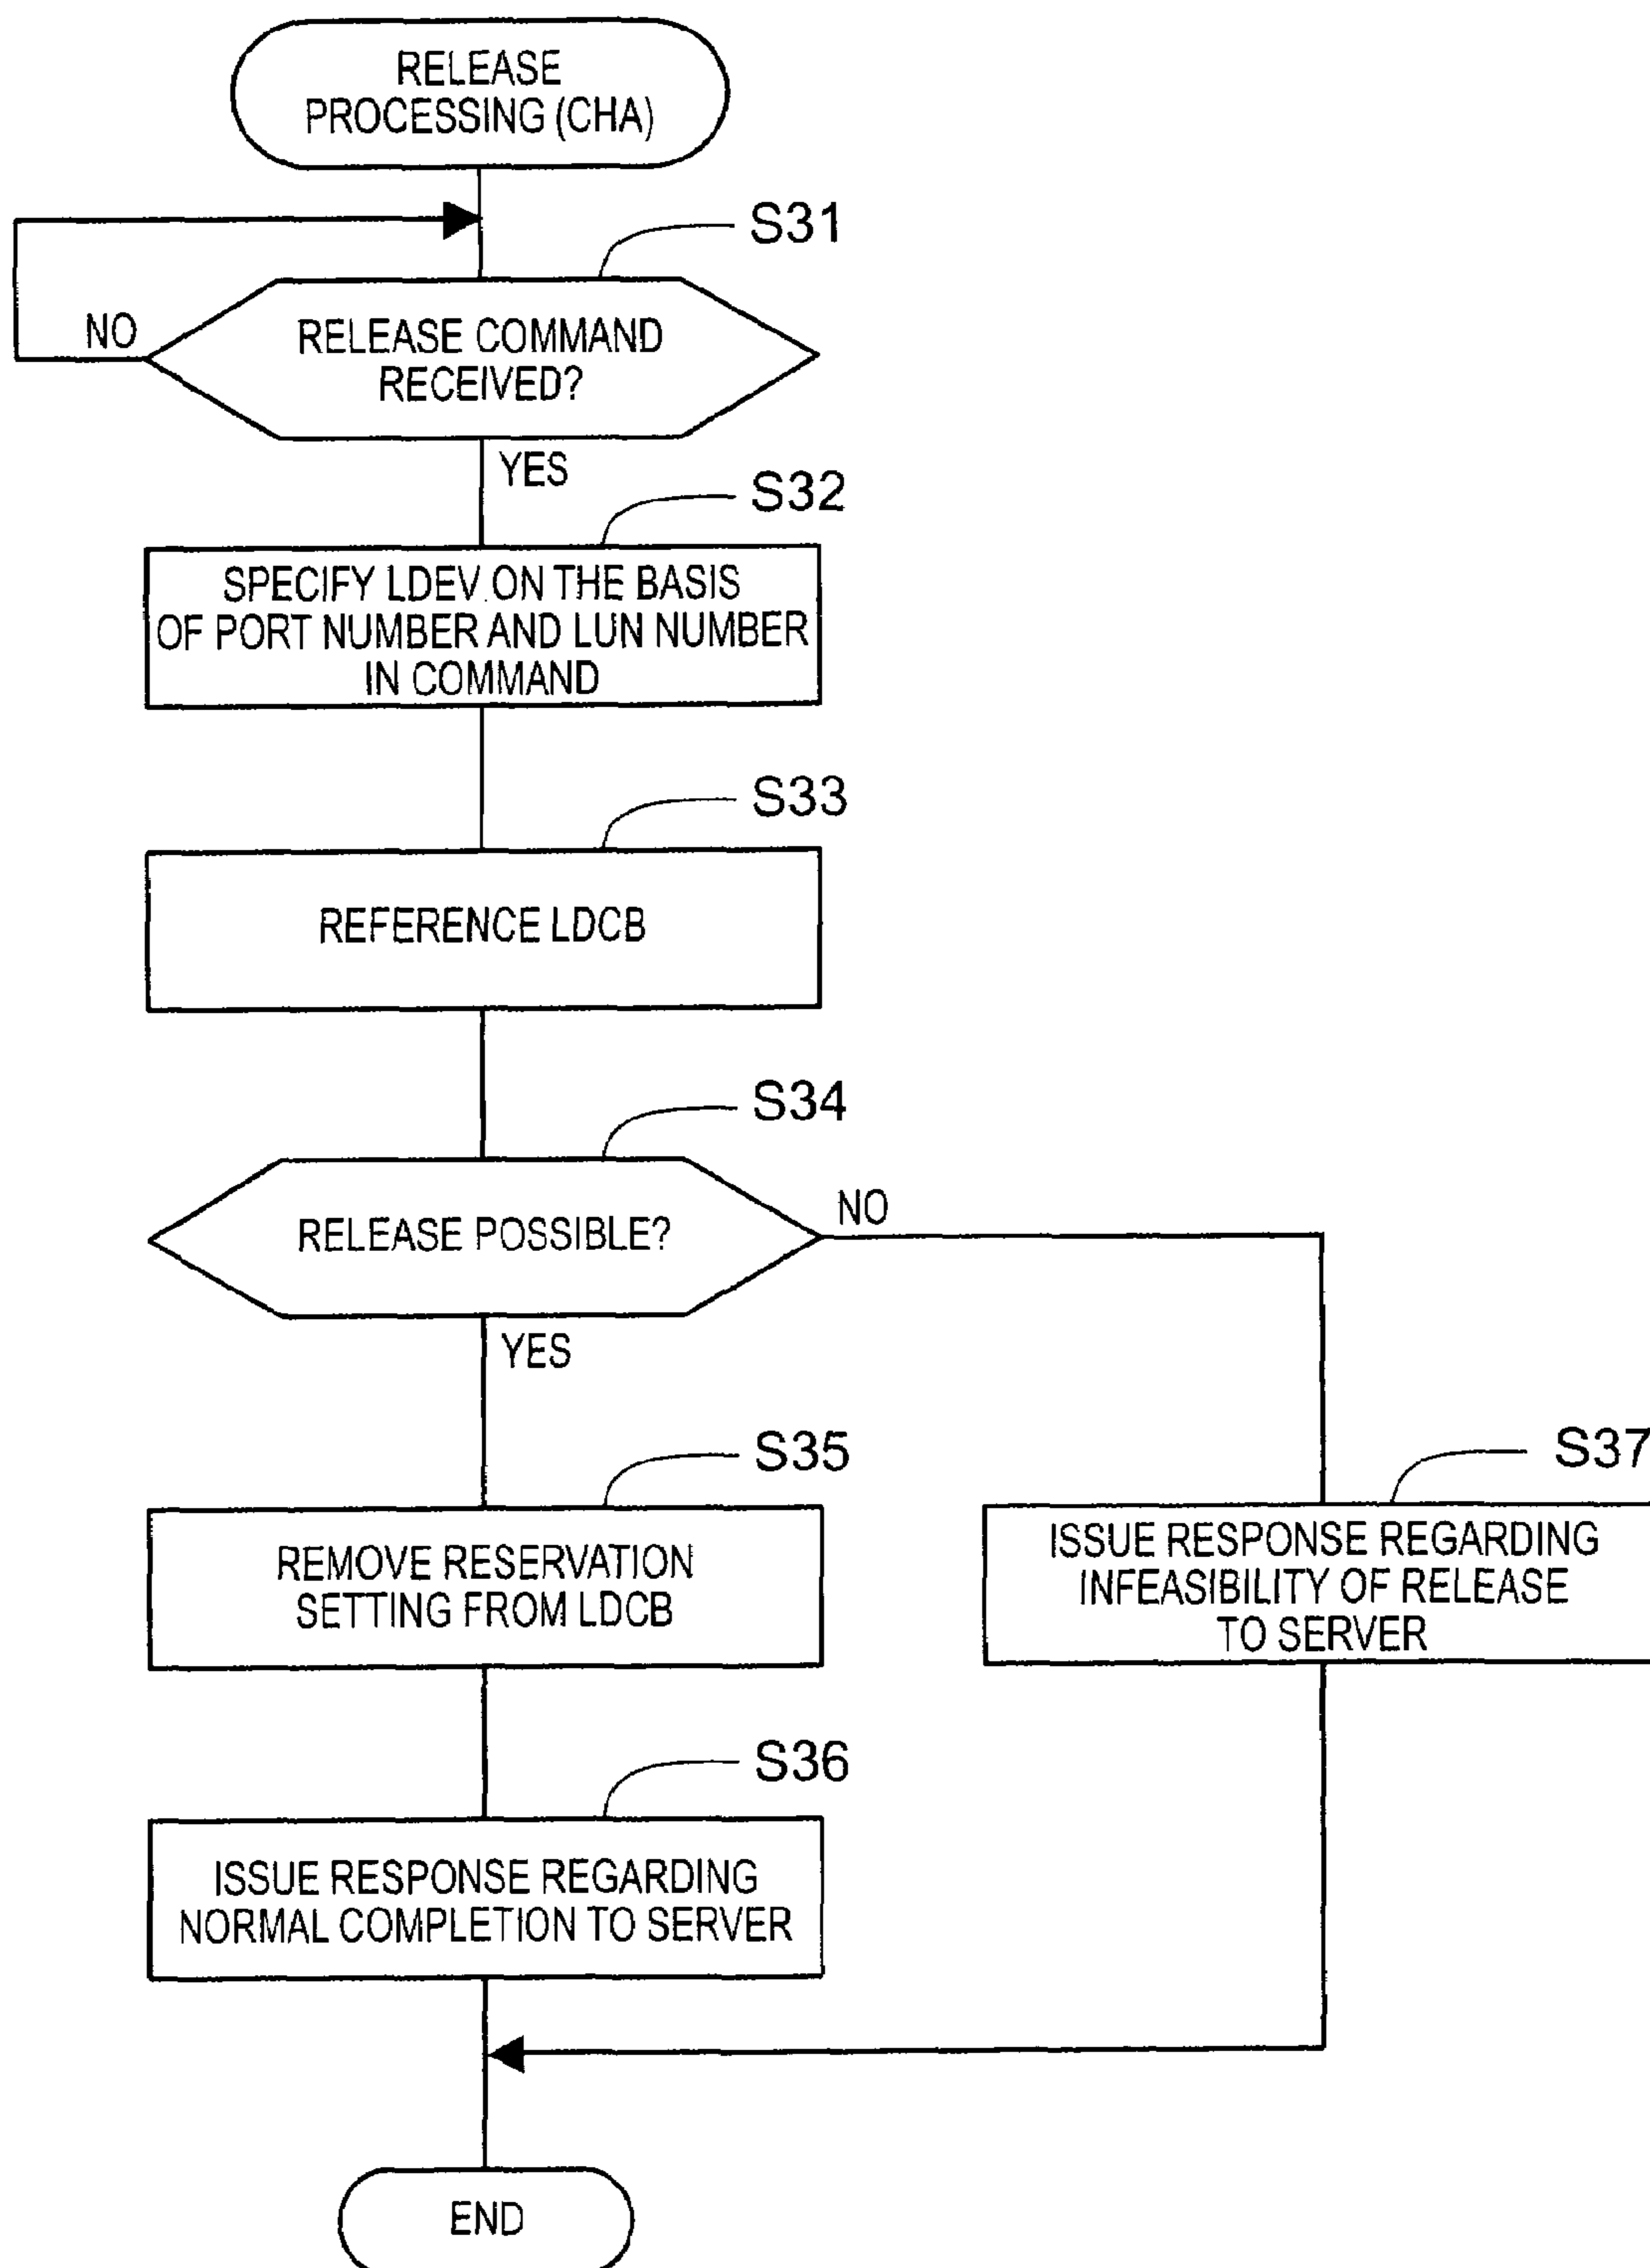 RELEASE
PROCESSING (CHA)
S31
NO
RELEASE COMMAND
RECEIVED?
YES
S32
SPECIFY LDEV ON THE BASIS
OF PORT NUMBER AND LUN NUMBER
IN COMMAND
S33
REFERENCE LDCB
S34
RELEASE POSSIBLE?
NO
YES
S35
REMOVE RESERVATION
SETTING FROM LDCB
S37
ISSUE RESPONSE REGARDING
INFEASIBILITY OF RELEASE
TO SERVER
S36
ISSUE RESPONSE REGARDING
NORMAL COMPLETION TO SERVER
END